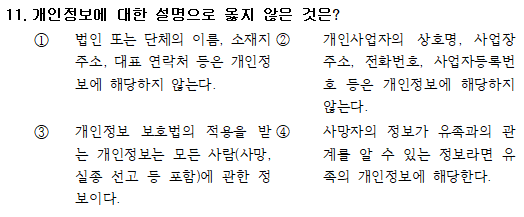 11. 개인정보에 대한 설명으로 옳지 않은 것은?
① 법인 또는 단체의 이름, 소재지
주소, 대표 연락처 등은 개인정
보에 해당하지 않는다.
② 개인사업자의 상호명, 사업장
주소, 전화번호, 사업자등록번
호 등은 개인정보에 해당하지
않는다.
③ 개인정보 보호법의 적용을 받
는 개인정보는 모든 사람(사망,
실종 선고 등 포함)에 관한 정
보이다.
④ 사망자의 정보가 유족과의 관
계를 알 수 있는 정보라면 유
족의 개인정보에 해당한다.